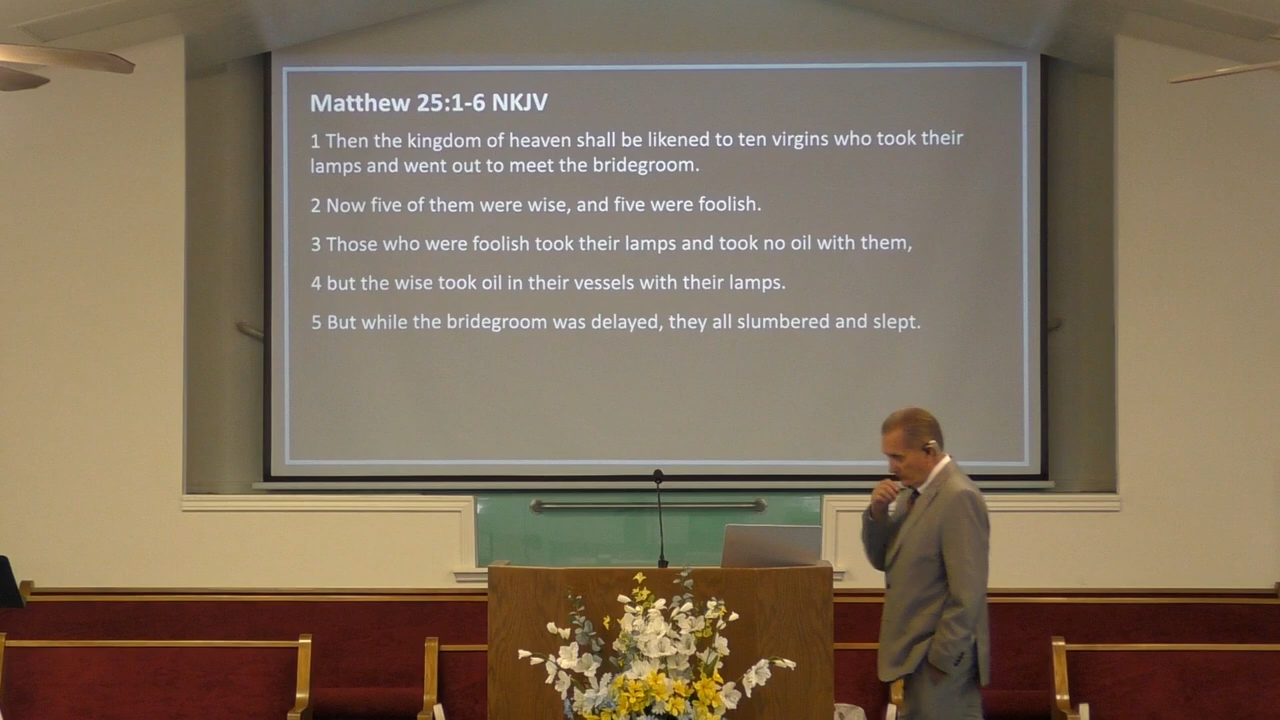 Matthew 25:1-6 NKJV
1 Then the kingdom of heaven shall be likened to ten virgins who took their
lamps and went out to meet the bridegroom.
2 Now five of them were wise, and five were foolish.
3 Those who were foolish took their lamps and took no oil with them,
4 but the wise took oil in their vessels with their lamps.
5 But while the bridegroom was delayed, they all slumbered and slept.